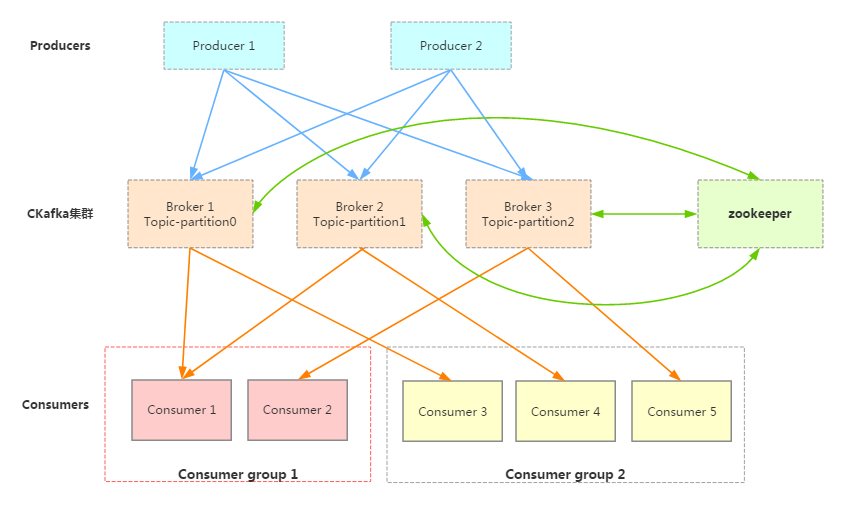 Producers
Producer 1
Producer 2
CKafka集群
Broker 1
Topic-partition0
Broker 2
Topic-partition1
Broker 3
Topic-partition2
zookeeper
Consumers
Consumer 1
Consumer 2
Consumer 3
Consumer 4
Consumer 5
Consumer group 1
Consumer group 2